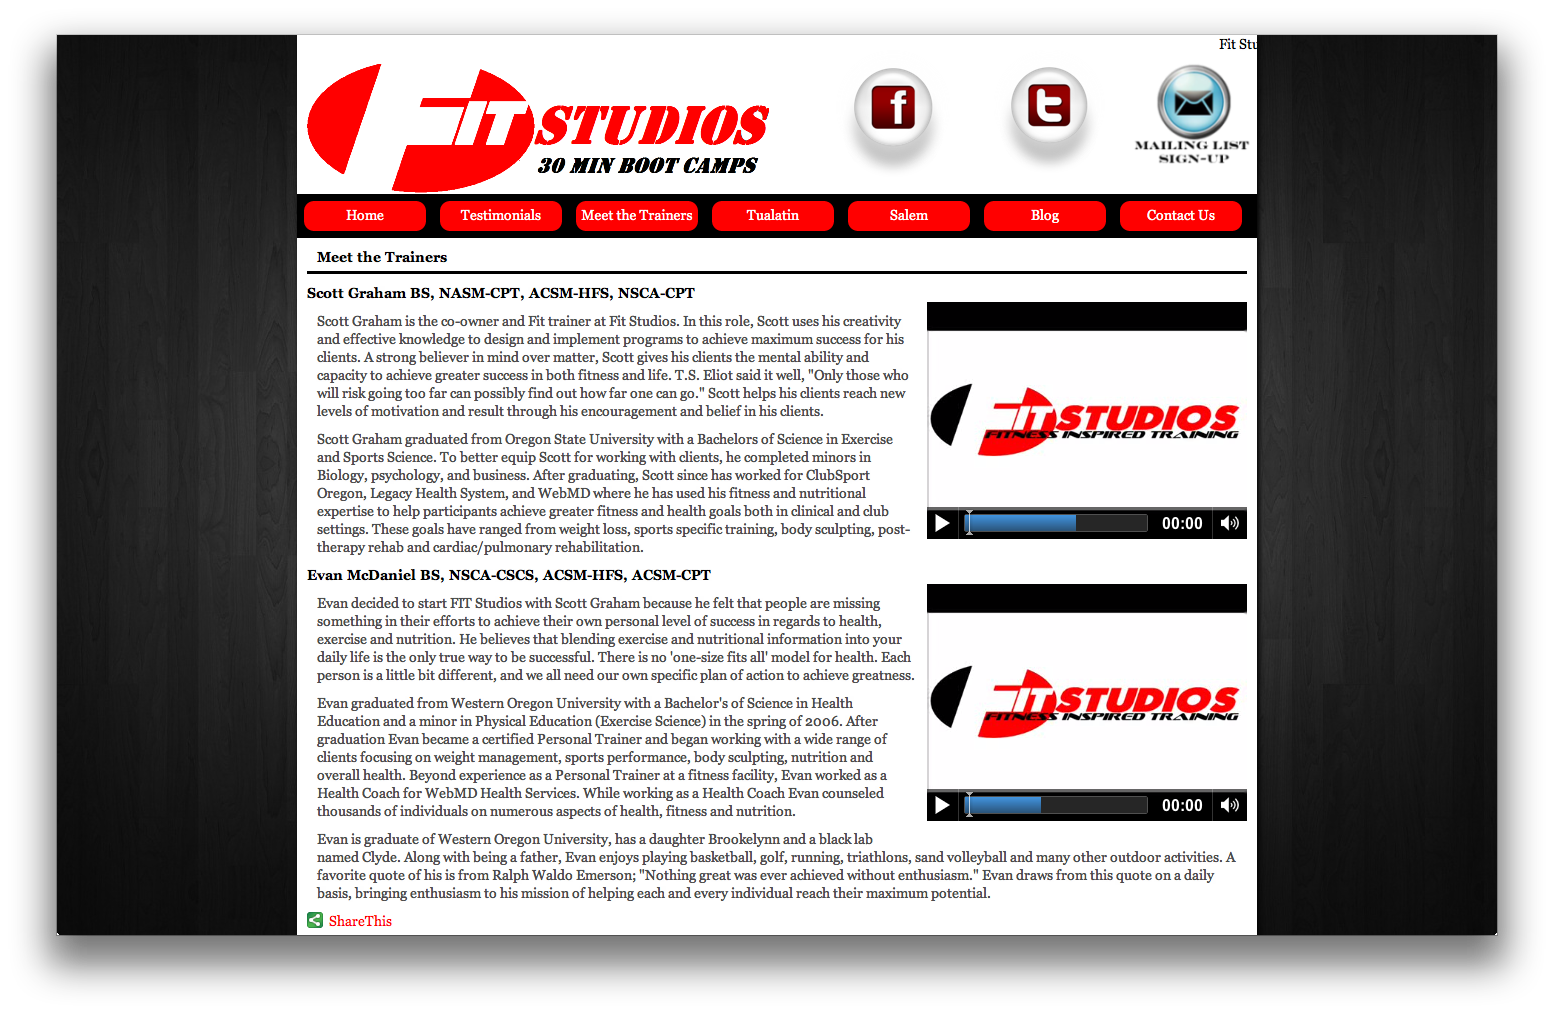 Fit Stu
FIT STUDIOS
30 MIN BOOT CAMPS
f
t
MAILING LIST
SIGN-UP
Home Testimonials Meet the Trainers Tualatin Salem Blog Contact Us
Meet the Trainers
Scott Graham BS, NASM-CPT, ACSM-HFS, NSCA-CPT
Scott Graham is the co-owner and Fit trainer at Fit Studios. In this role, Scott uses his creativity
and effective knowledge to design and implement programs to achieve maximum success for his
clients. A strong believer in mind over matter, Scott gives his clients the mental ability and
capacity to achieve greater success in both fitness and life. T.S. Eliot said it well, "Only those who
will risk going too far can possibly find out how far one can go." Scott helps his clients reach new
levels of motivation and result through his encouragement and belief in his clients.
Scott Graham graduated from Oregon State University with a Bachelors of Science in Exercise
and Sports Science. To better equip Scott for working with clients, he completed minors in
Biology, psychology, and business. After graduating, Scott since has worked for ClubSport
Oregon, Legacy Health System, and WebMD where he has used his fitness and nutritional
expertise to help participants achieve greater fitness and health goals both in clinical and club
settings. These goals have ranged from weight loss, sports specific training, body sculpting, post-
therapy rehab and cardiac/pulmonary rehabilitation.
FIT STUDIOS
FITNESS INSPIRED TRAINING
00:00
Evan McDaniel BS, NSCA-CSCS, ACSM-HFS, ACSM-CPT
Evan decided to start FIT Studios with Scott Graham because he felt that people are missing
something in their efforts to achieve their own personal level of success in regards to health,
exercise and nutrition. He believes that blending exercise and nutritional information into your
daily life is the only true way to be successful. There is no 'one-size fits all' model for health. Each
person is a little bit different, and we all need our own specific plan of action to achieve greatness.
Evan graduated from Western Oregon University with a Bachelor's of Science in Health
Education and a minor in Physical Education (Exercise Science) in the spring of 2006. After
graduation Evan became a certified Personal Trainer and began working with a wide range of
clients focusing on weight management, sports performance, body sculpting, nutrition and
overall health. Beyond experience as a Personal Trainer at a fitness facility, Evan worked as a
Health Coach for WebMD Health Services. While working as a Health Coach Evan counseled
thousands of individuals on numerous aspects of health, fitness and nutrition.
FIT STUDIOS
FITNESS INSPIRED TRAINING
00:00
Evan is graduate of Western Oregon University, has a daughter Brookelynn and a black lab
named Clyde. Along with being a father, Evan enjoys playing basketball, golf, running, triathlons, sand volleyball and many other outdoor activities. A
favorite quote of his is from Ralph Waldo Emerson; "Nothing great was ever achieved without enthusiasm." Evan draws from this quote on a daily
basis, bringing enthusiasm to his mission of helping each and every individual reach their maximum potential.
ShareThis